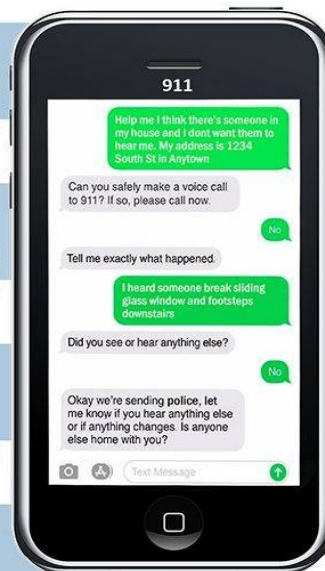 911
Help me I think there's someone in
my house and I dont want them to
hear me. My address is 1234
South St in Anytown
Can you safely make a voice call
to 911? If so, please call now.
No
Tell me exactly what happened.
I heard someone break sliding
glass window and footsteps
downstairs
Did you see or hear anything else?
No
Okay we're sending police, let
me know if you hear anything else
or if anything changes. Is anyone
else home with you?
Text Message